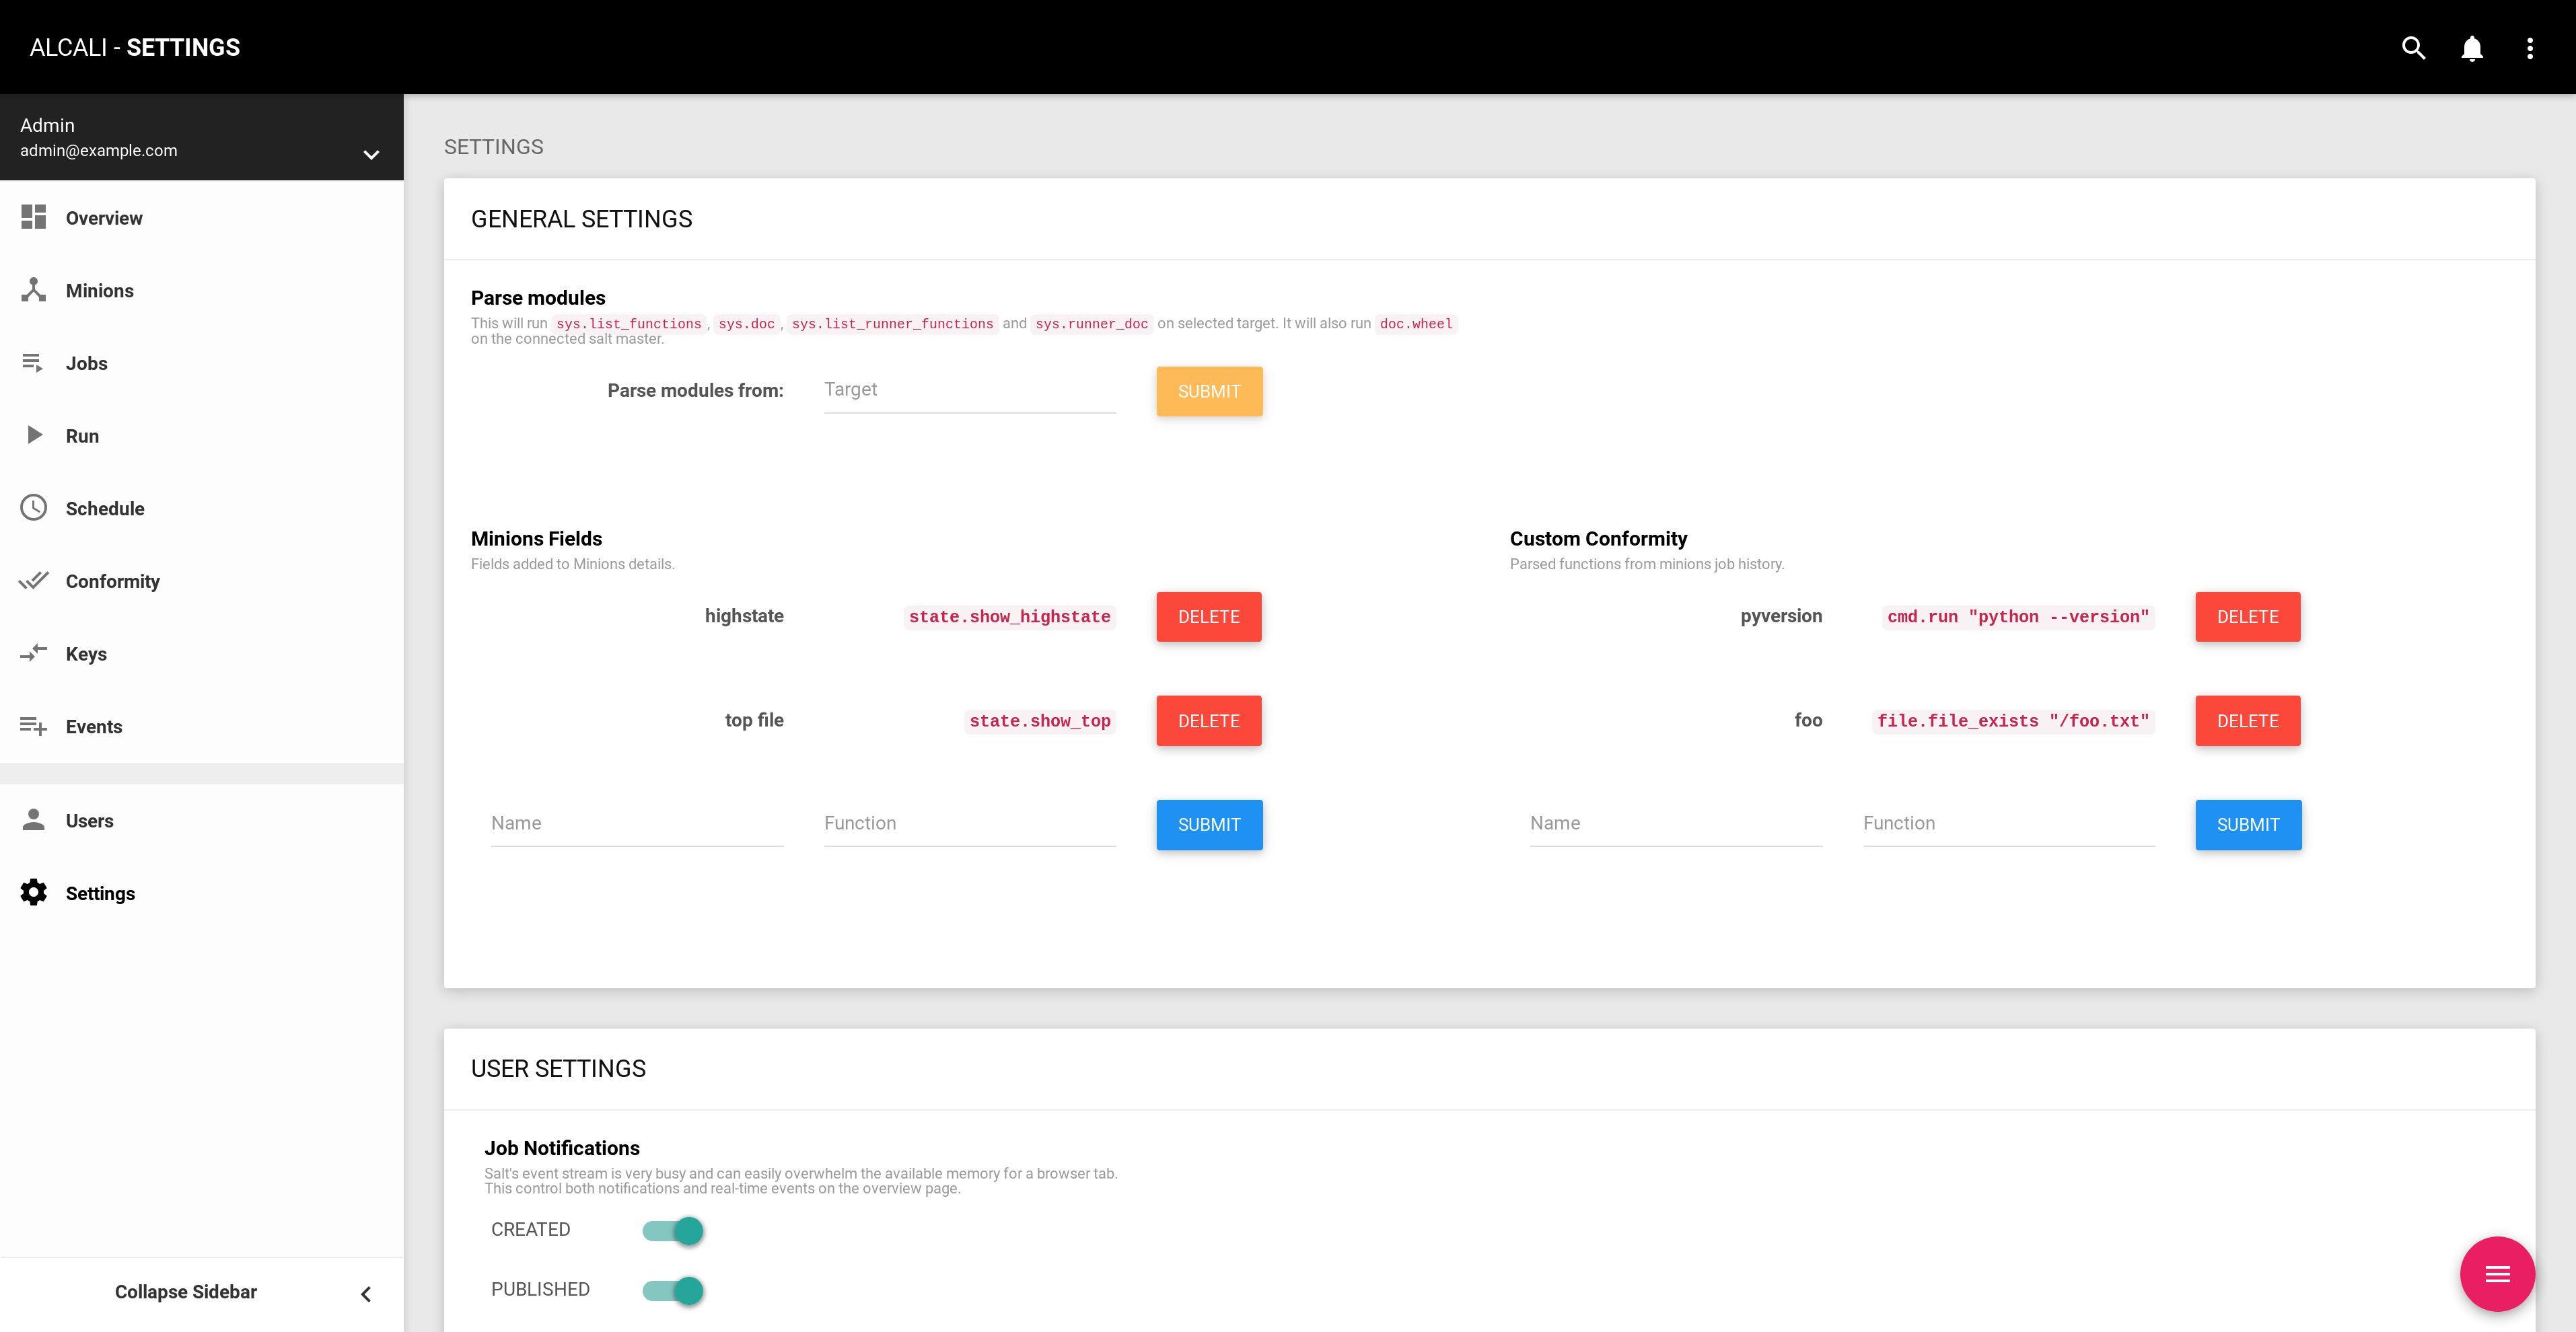 ALCALI - SETTINGS
Admin
admin@example.com
Overview
Minions
Jobs
Run
Schedule
Conformity
Keys
Events
Users
Settings
Collapse Sidebar
SETTINGS
GENERAL SETTINGS
Parse modules
This will run sys.list_functions, sys.doc, sys.list_runner_functions and sys.runner_doc on selected target. It will also run doc.wheel
on the connected salt master.
Parse modules from: Target SUBMIT
Minions Fields
Fields added to Minions details.
highstate state.show_highstate DELETE
top file state.show_top DELETE
Name Function SUBMIT
Custom Conformity
Parsed functions from minions job history.
pyversion cmd.run "python --version" DELETE
foo file.file_exists "/foo.txt" DELETE
Name Function SUBMIT
USER SETTINGS
Job Notifications
Salt's event stream is very busy and can easily overwhelm the available memory for a browser tab.
This control both notifications and real-time events on the overview page.
CREATED
PUBLISHED